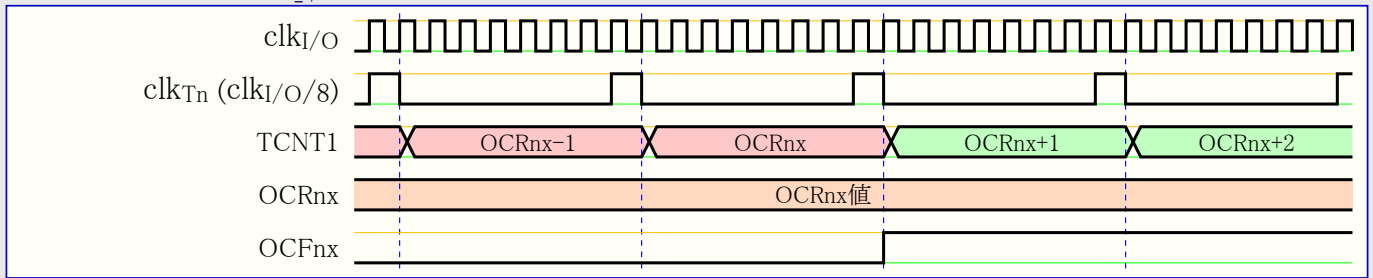 clkI/O
clkTn (clkI/O/8)
TCNT1 OCRnx-1 OCRnx OCRnx+1 OCRnx+2
OCRnx OCRnx値
OCFnx